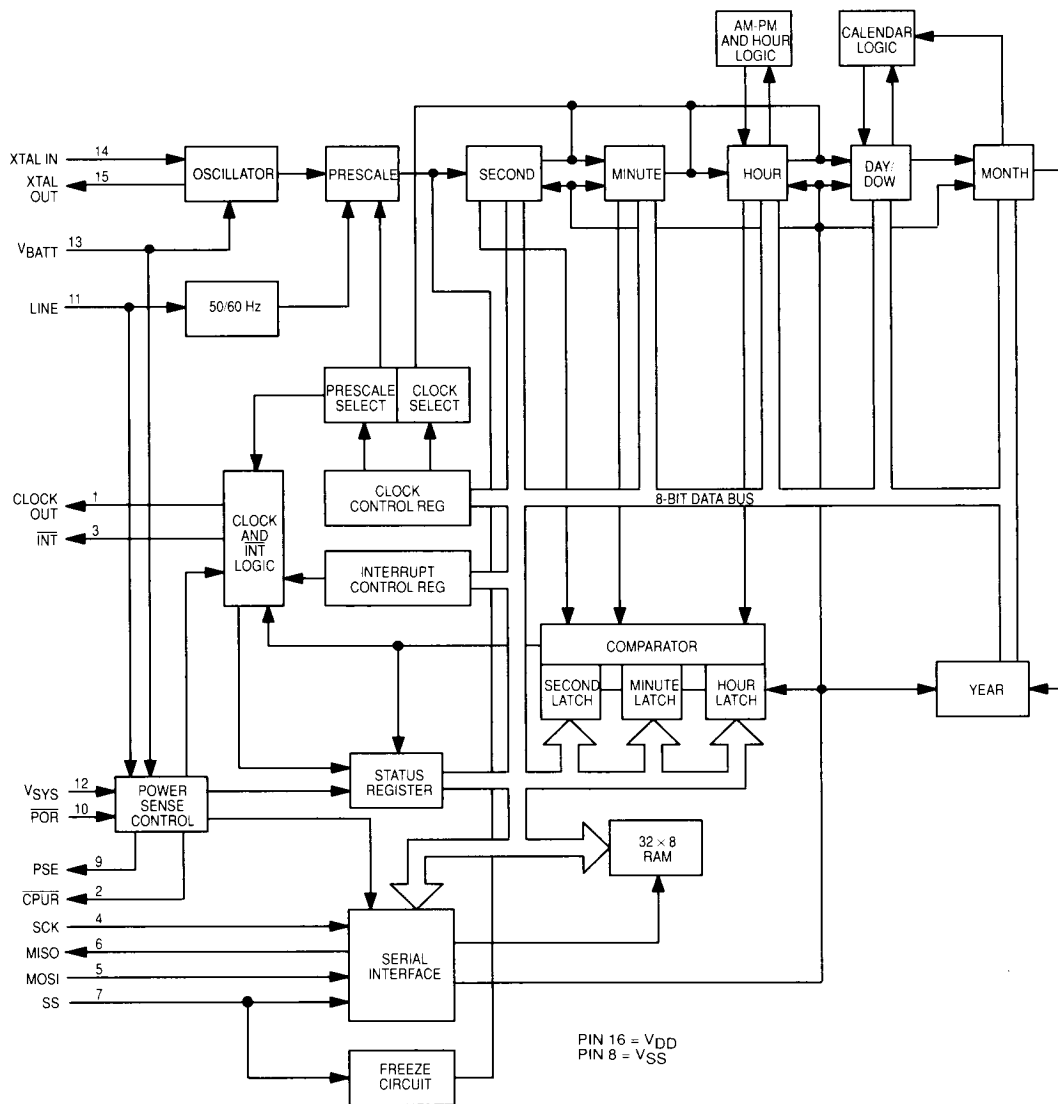 AM-PM
AND HOUR
LOGIC
CALENDAR
LOGIC
XTAL IN
14
XTAL
OUT
15
OSCILLATOR
PRESCALE
SECOND
MINUTE
HOUR
DAY/
DOW
MONTH
VBATT
13
LINE
11
50/60 Hz
PRESCALE
SELECT
CLOCK
SELECT
CLOCK
OUT
1
INT
3
CLOCK
AND
INT
LOGIC
CLOCK
CONTROL REG
8-BIT DATA BUS
INTERRUPT
CONTROL REG
COMPARATOR
SECOND
LATCH
MINUTE
LATCH
HOUR
LATCH
YEAR
VSYS
12
POR
10
POWER
SENSE
CONTROL
STATUS
REGISTER
PSE
9
CPUR
2
32 × 8
RAM
SCK
4
MISO
6
MOSI
5
SS
7
SERIAL
INTERFACE
FREEZE
CIRCUIT
PIN 16 = VDD
PIN 8 = VSS